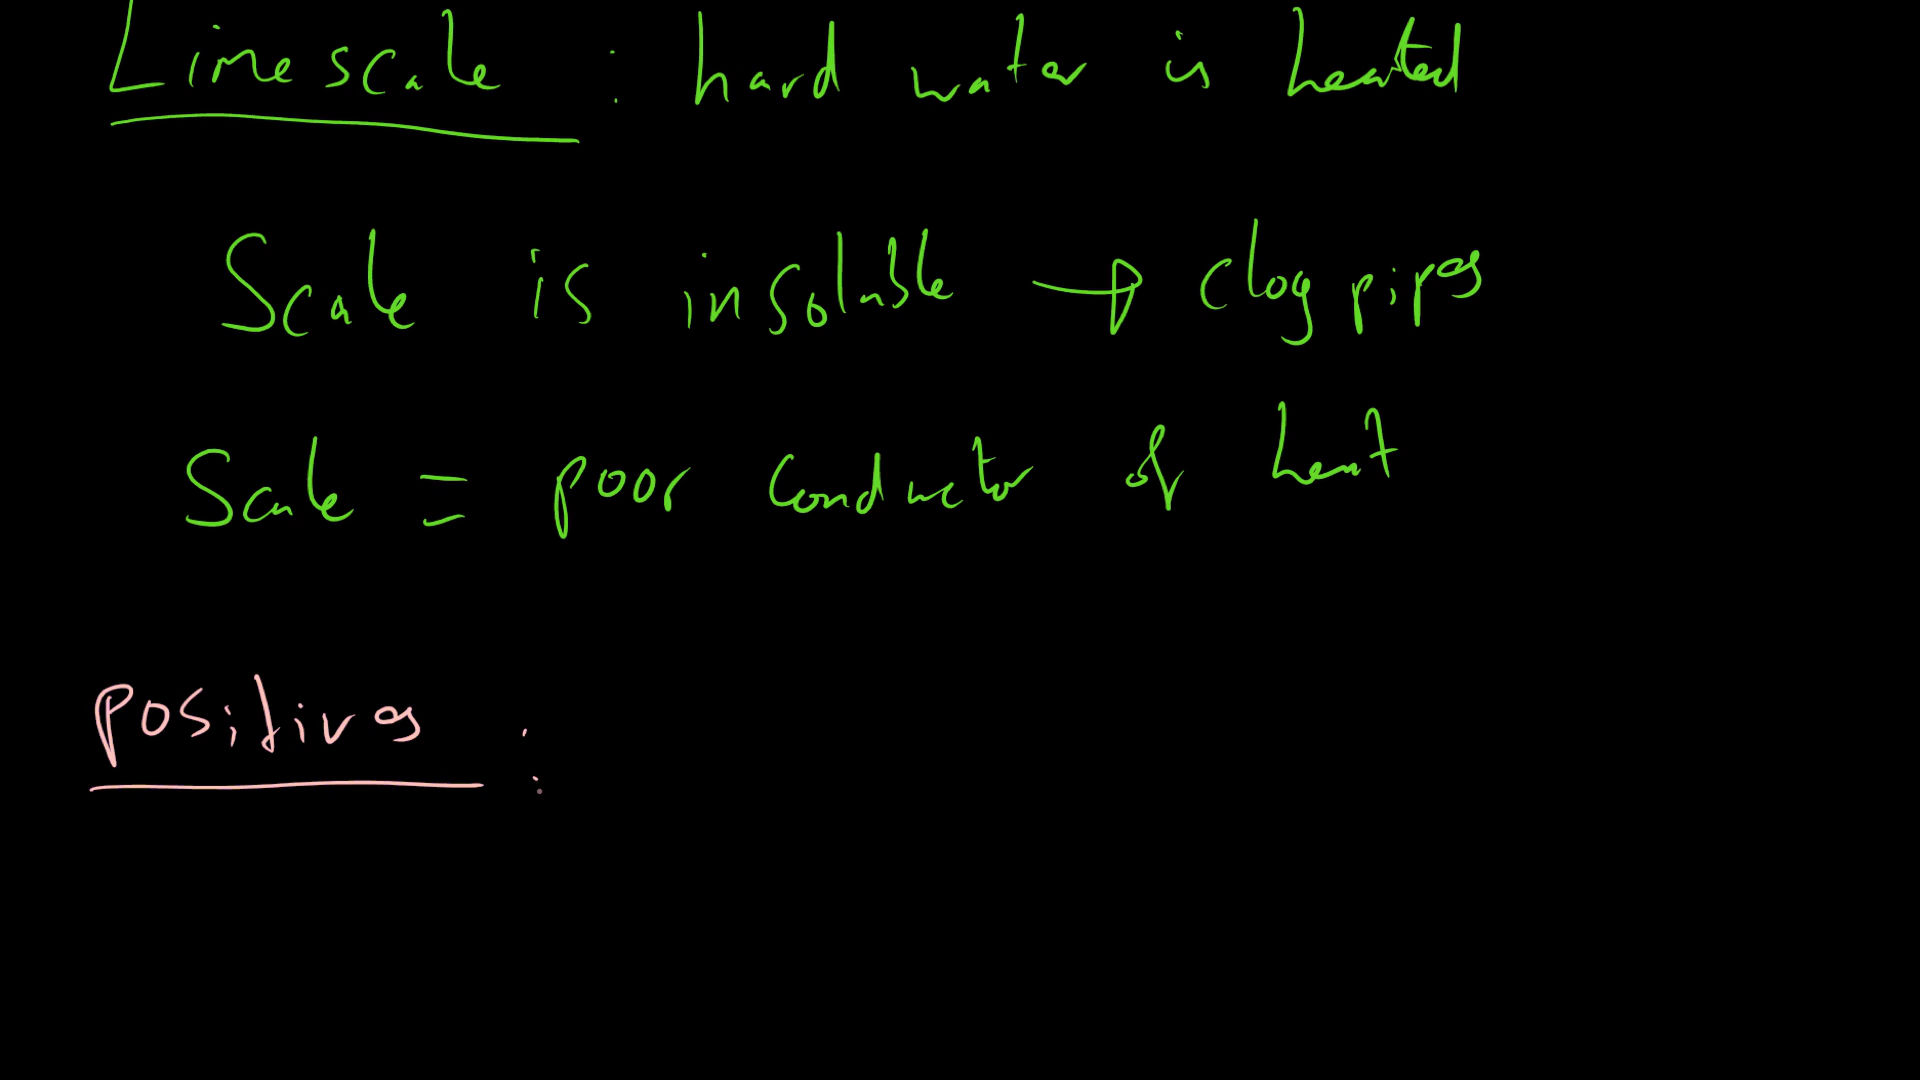 Limescale : hard water is heated
Scale is insoluble → clog pipes
Scale = poor conductor of heat
Positives :